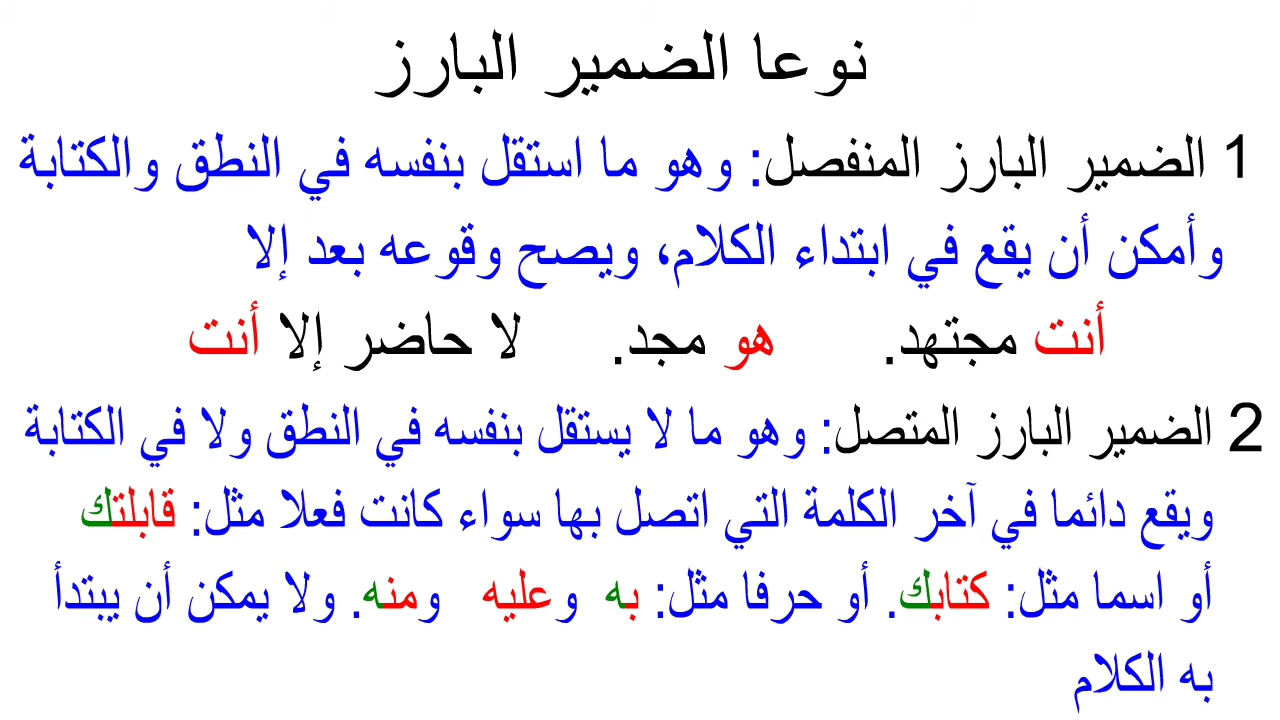 نوعا الضمير البارز
1 الضمير البارز المنفصل: وهو ما استقل بنفسه في النطق والكتابة
وأمكن أن يقع في ابتداء الكلام، ويصح وقوعه بعد إلا
أنت مجتهد. هو مجد. لا حاضر إلا أنت
2 الضمير البارز المتصل: وهو ما لا يستقل بنفسه في النطق ولا في الكتابة
ويقع دائما في آخر الكلمة التي اتصل بها سواء كانت فعلا مثل: قابلتك
أو اسما مثل: كتابك. أو حرفا مثل: به وعليه ومنه. ولا يمكن أن يبتدأ
به الكلام